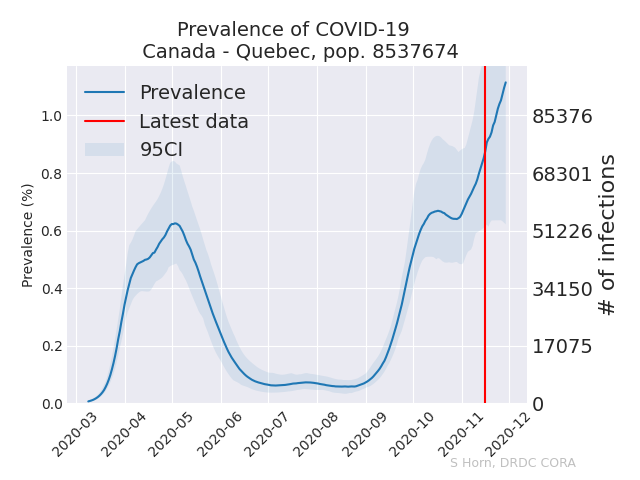 Prevalence of COVID-19
Canada - Quebec, pop. 8537674
Prevalence
Latest data
95CI
Prevalence (%)
1.0
0.8
0.6
0.4
0.2
0.0
85376
68301
51226
34150
17075
0
# of infections
2020-03
2020-04
2020-05
2020-06
2020-07
2020-08
2020-09
2020-10
2020-11
2020-12
S Horn, DRDC CORA